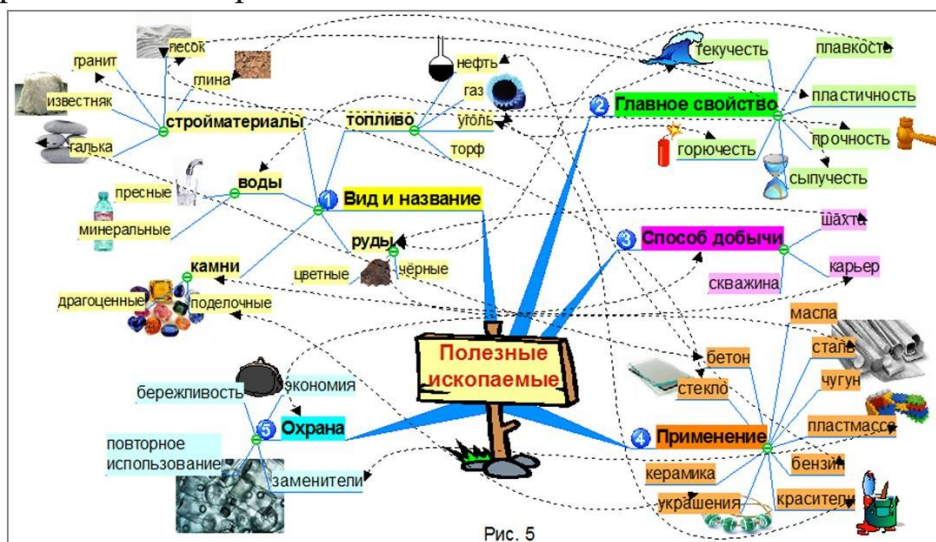 гранит
песок
глина
известняк
галька
стройматериалы
пресные
воды
минеральные
камни
драгоценные
поделочные
топливо
нефть
газ
уголь
торф
1 Вид и название
руды
цветные
чёрные
2 Главное свойство
текучесть
плавкость
пластичность
прочность
горючесть
сыпучесть
3 Способ добычи
шахта
карьер
скважина
Полезные
ископаемые
4 Применение
масла
сталь
чугун
пластмасса
бензин
красители
бетон
стекло
керамика
украшения
5 Охрана
бережливость
экономия
повторное
использование
заменители
Рис. 5